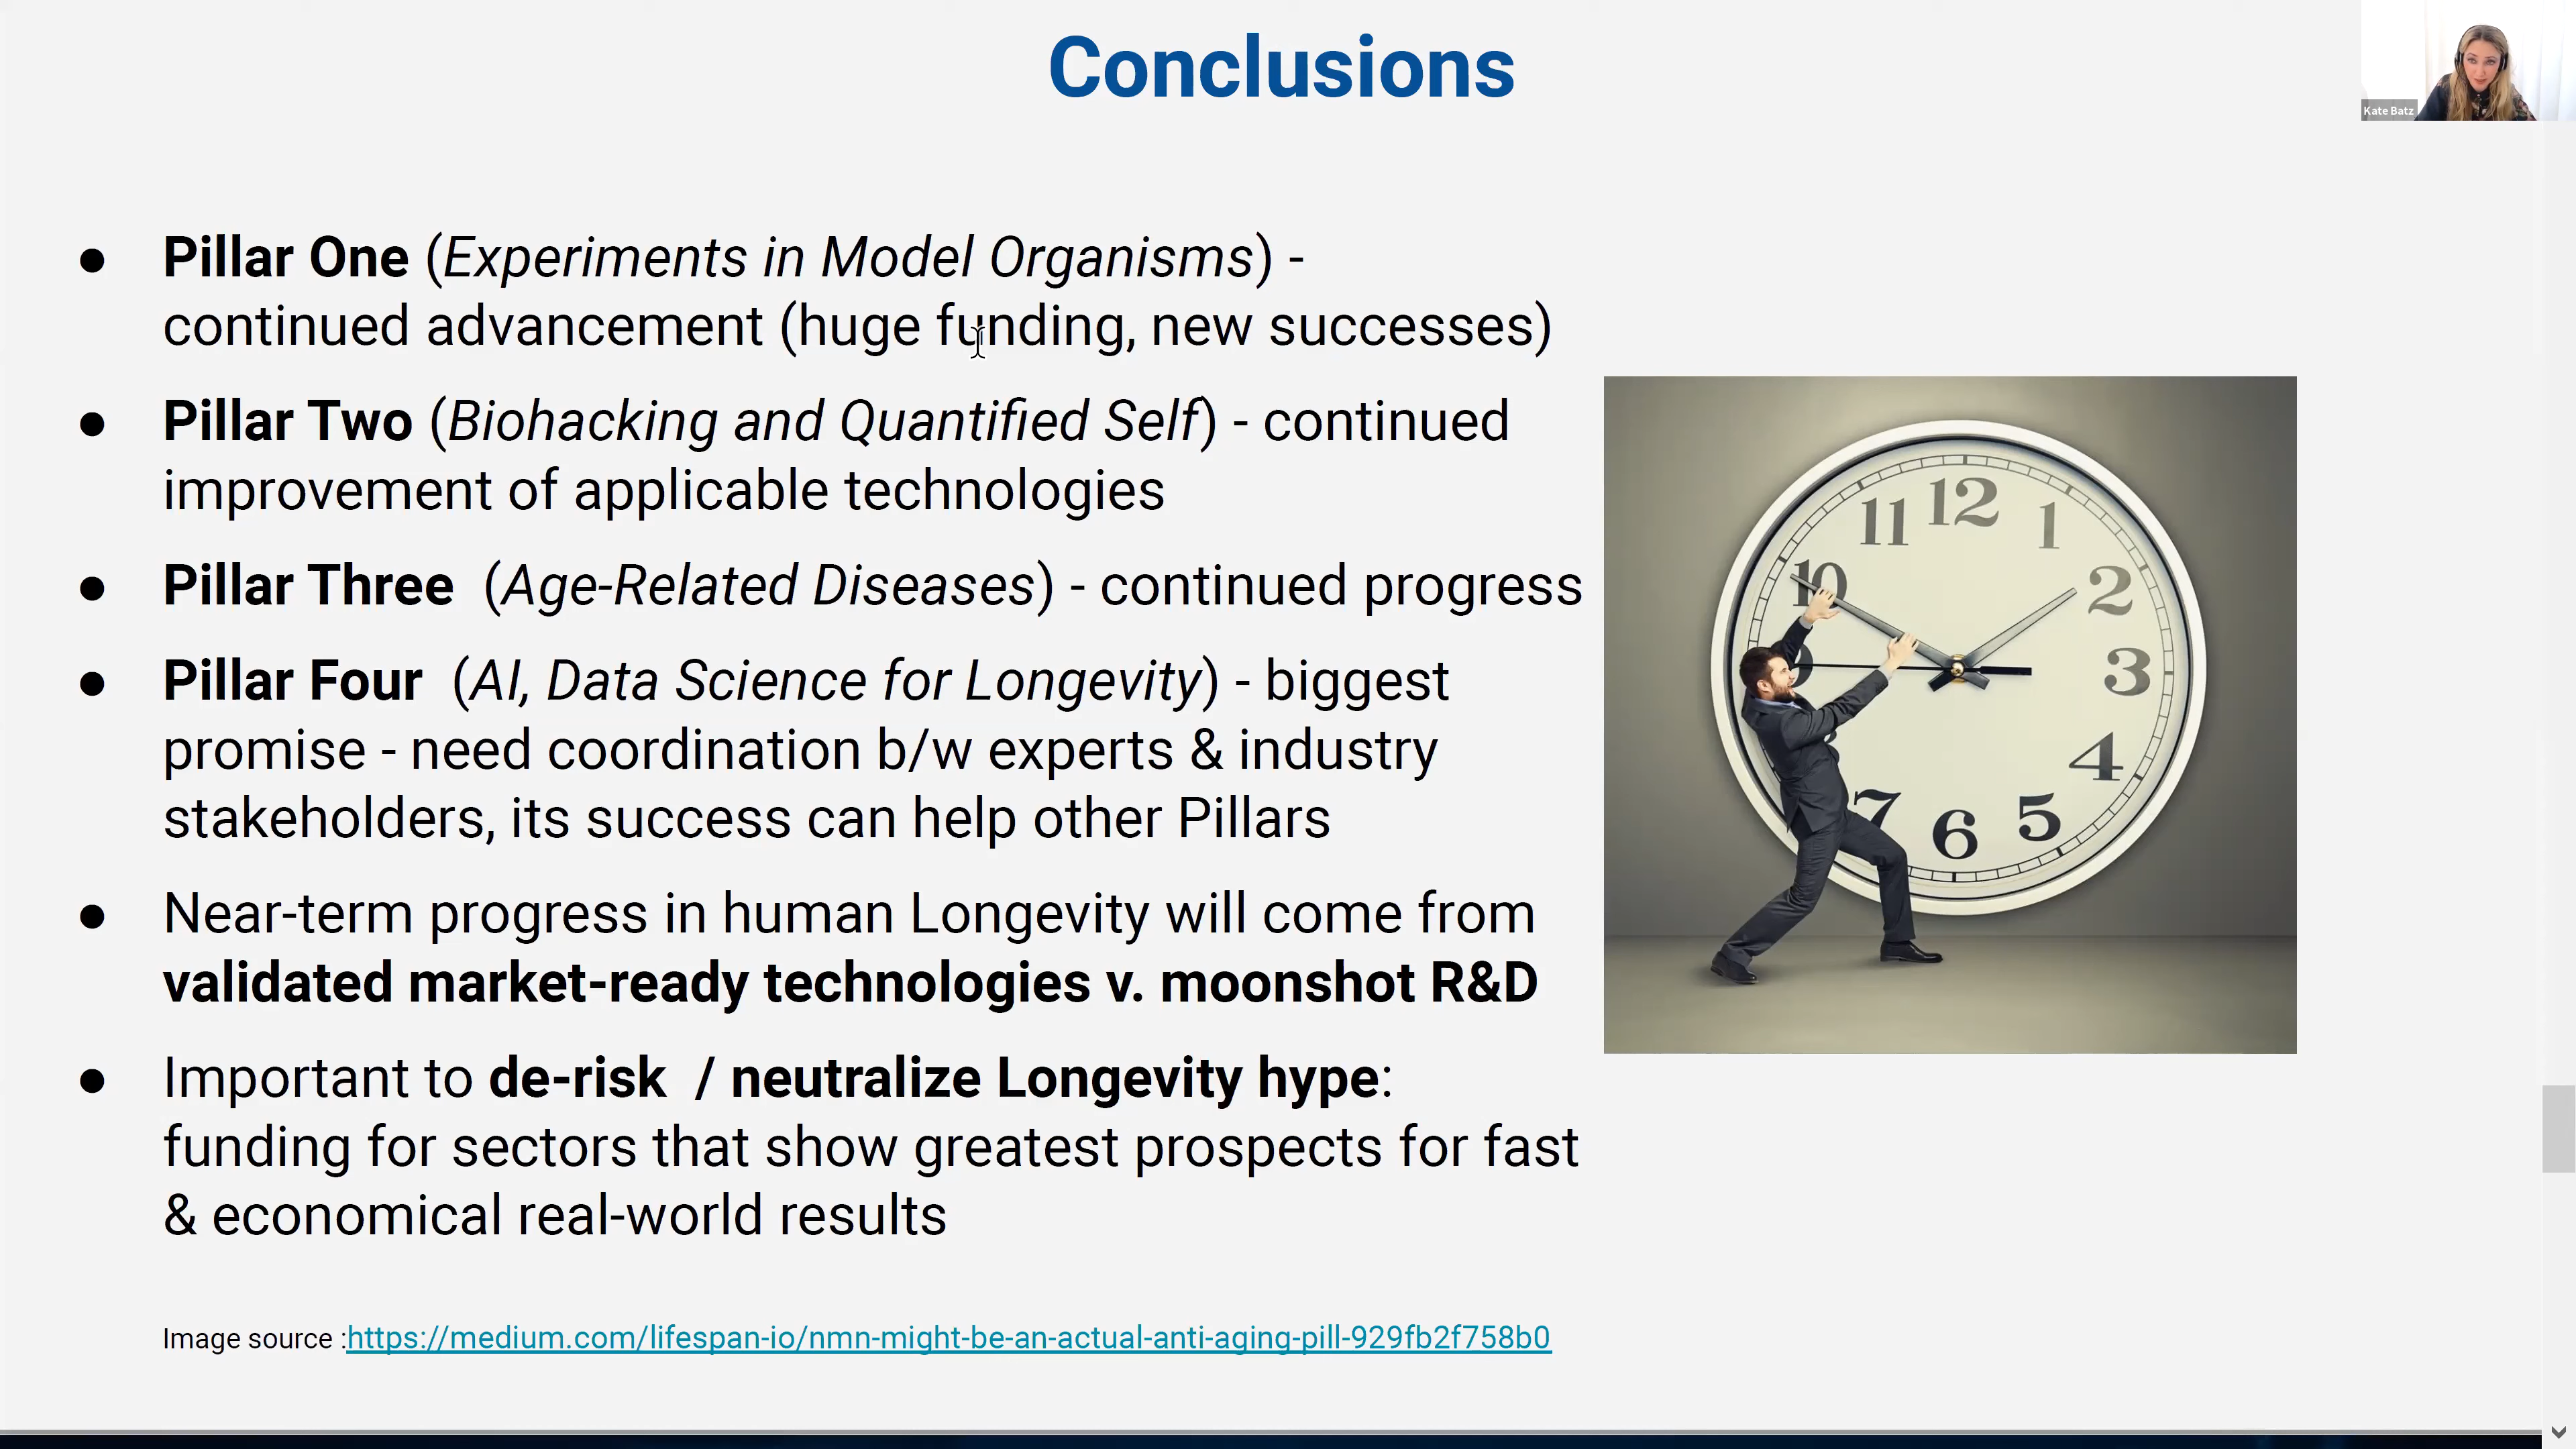 Conclusions
Kate Batz
● Pillar One (Experiments in Model Organisms) -
continued advancement (huge funding, new successes)
● Pillar Two (Biohacking and Quantified Self) - continued
improvement of applicable technologies
● Pillar Three (Age-Related Diseases) - continued progress
● Pillar Four (AI, Data Science for Longevity) - biggest
promise - need coordination b/w experts & industry
stakeholders, its success can help other Pillars
● Near-term progress in human Longevity will come from
validated market-ready technologies v. moonshot R&D
● Important to de-risk / neutralize Longevity hype:
funding for sectors that show greatest prospects for fast
& economical real-world results
12
11 1
10 2
3
4
7 5
6
Image source :https://medium.com/lifespan-io/nmn-might-be-an-actual-anti-aging-pill-929fb2f758b0